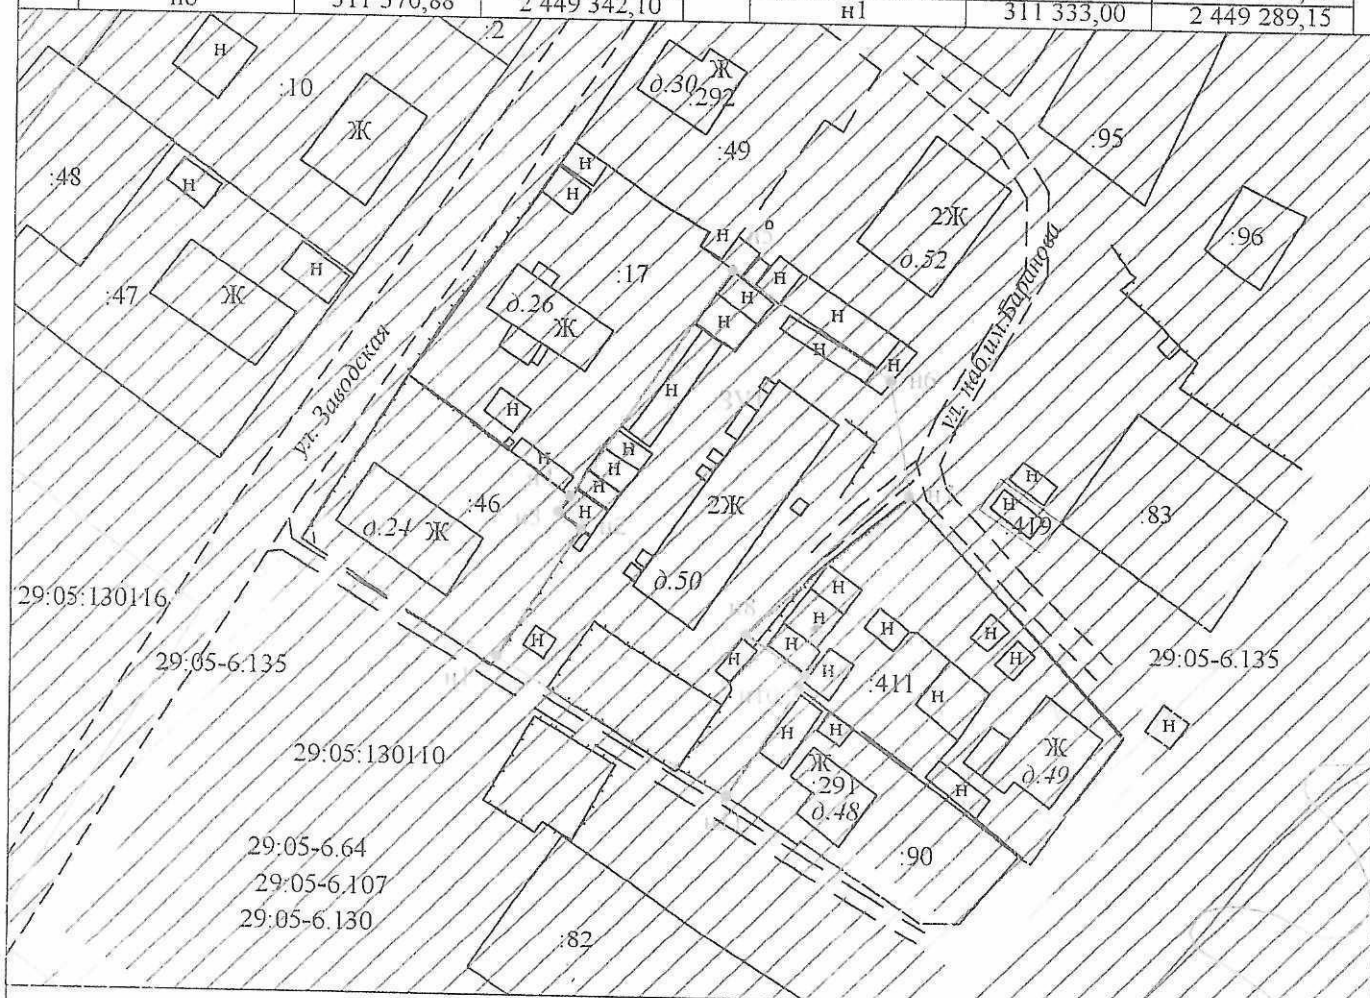 311 370,88 2 449 342,10 н1 311 333,00 2 449 289,15
:2
н
:10
Ж
д.30
Ж
:292
:49
:95
:48
н
н
н
н
2Ж
д.52
:96
:47
н
Ж
:17
н
н
н
н
н
н
н
н
д.26
Ж
ул. Заводская
ул. наб.им.Баранова
н6
н
н
н
н
н
н
н
:46
д.24
Ж
2Ж
д.50
н
н
:419
:83
29:05:130116
29:05-6.135
н
н
н
н
н
н
н
н
н
:411
н
29:05-6.135
н
29:05:130110
н
н
Ж
:291
д.48
н
Ж
д.49
29:05-6.64
29:05-6.107
29:05-6.130
:90
:82